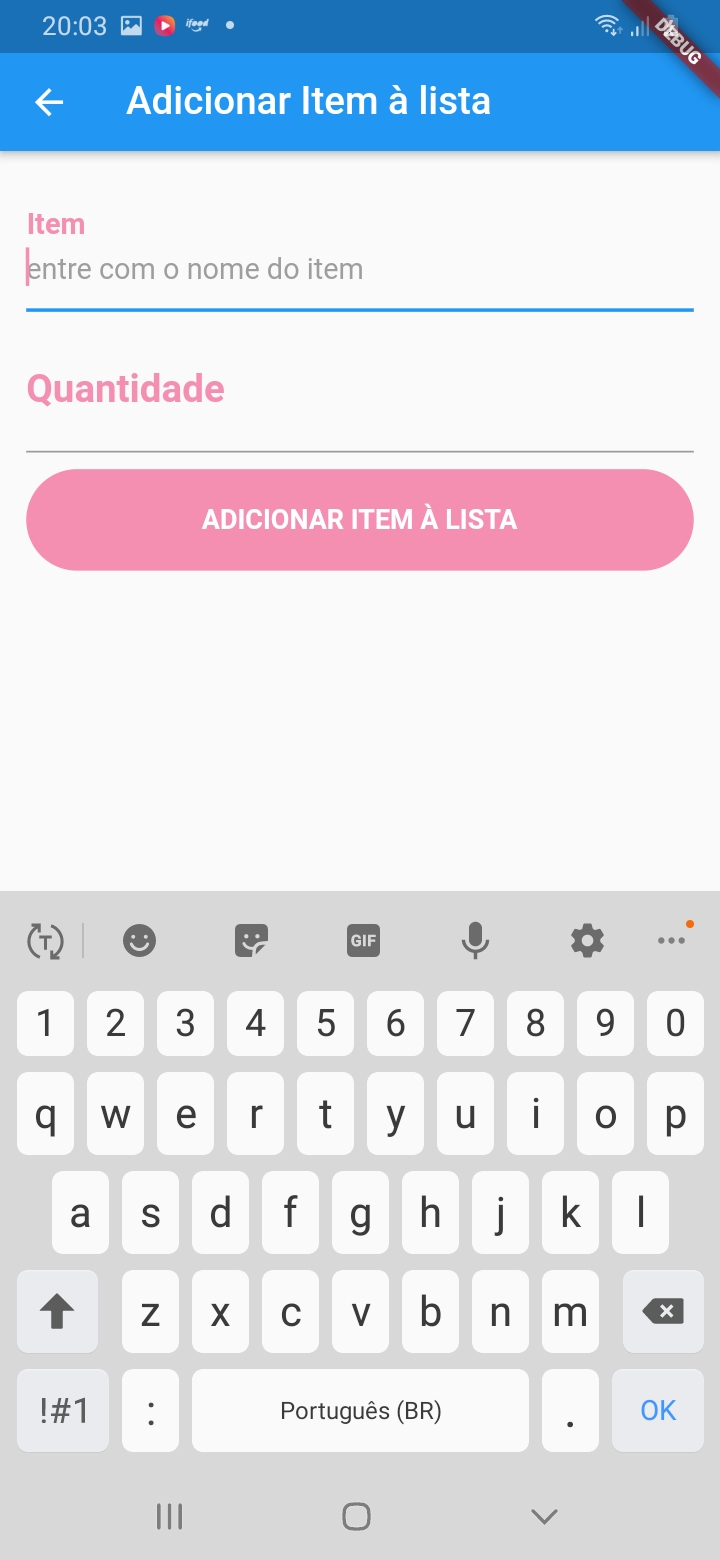 20:03 ifood
DEBUG
Adicionar Item à lista
Item
entre com o nome do item
Quantidade
ADICIONAR ITEM À LISTA
T GIF
1 2 3 4 5 6 7 8 9 0
q w e r t y u i o p
a s d f g h j k l
z x c v b n m
!#1 : Português (BR) . OK